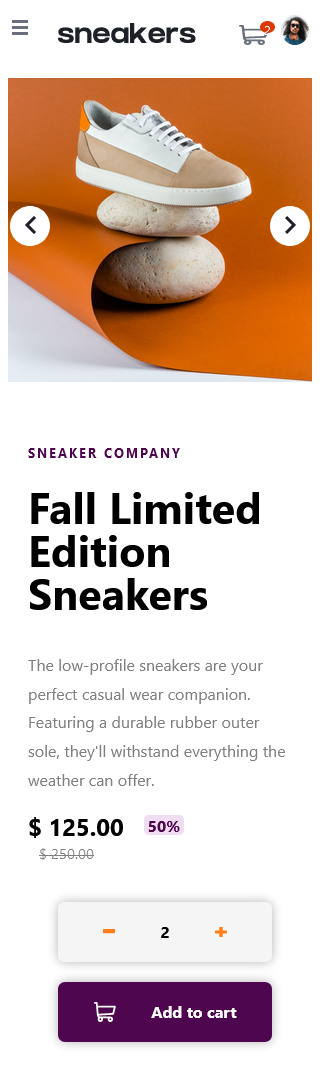 sneakers
2
SNEAKER COMPANY
Fall Limited
Edition
Sneakers
The low-profile sneakers are your
perfect casual wear companion.
Featuring a durable rubber outer
sole, they'll withstand everything the
weather can offer.
$ 125.00 50%
$ 250.00
2
Add to cart